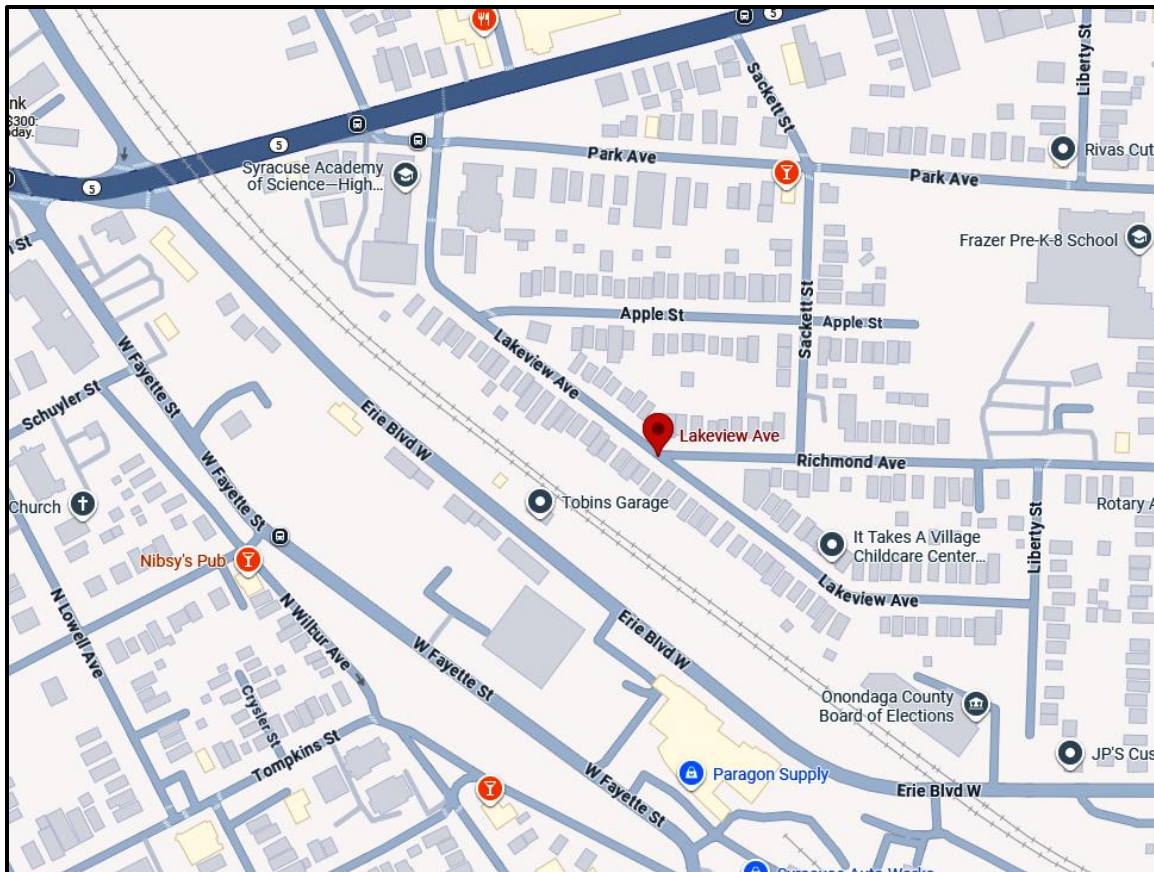 5
Liberty St
nk
$300:
oday.
Sackett St
5
Park Ave
Rivas Cut
Syracuse Academy
of Science—High...
Park Ave
Frazer Pre-K-8 School
St
Apple St
Apple St
Sackett St
Lakeview Ave
W Fayette St
Schuyler St
Erie Blvd W
Lakeview Ave
Richmond Ave
W Fayette St
Church
Tobins Garage
Rotary A
It Takes A Village
Childcare Center...
Liberty St
Nibsy's Pub
N Lowell Ave
N Wilbur Ave
Lakeview Ave
Erie Blvd W
W Fayette St
Crysler St
Onondaga County
Board of Elections
Tompkins St
JP'S Cus
Paragon Supply
W Fayette St
Erie Blvd W
Syracuse Auto Works